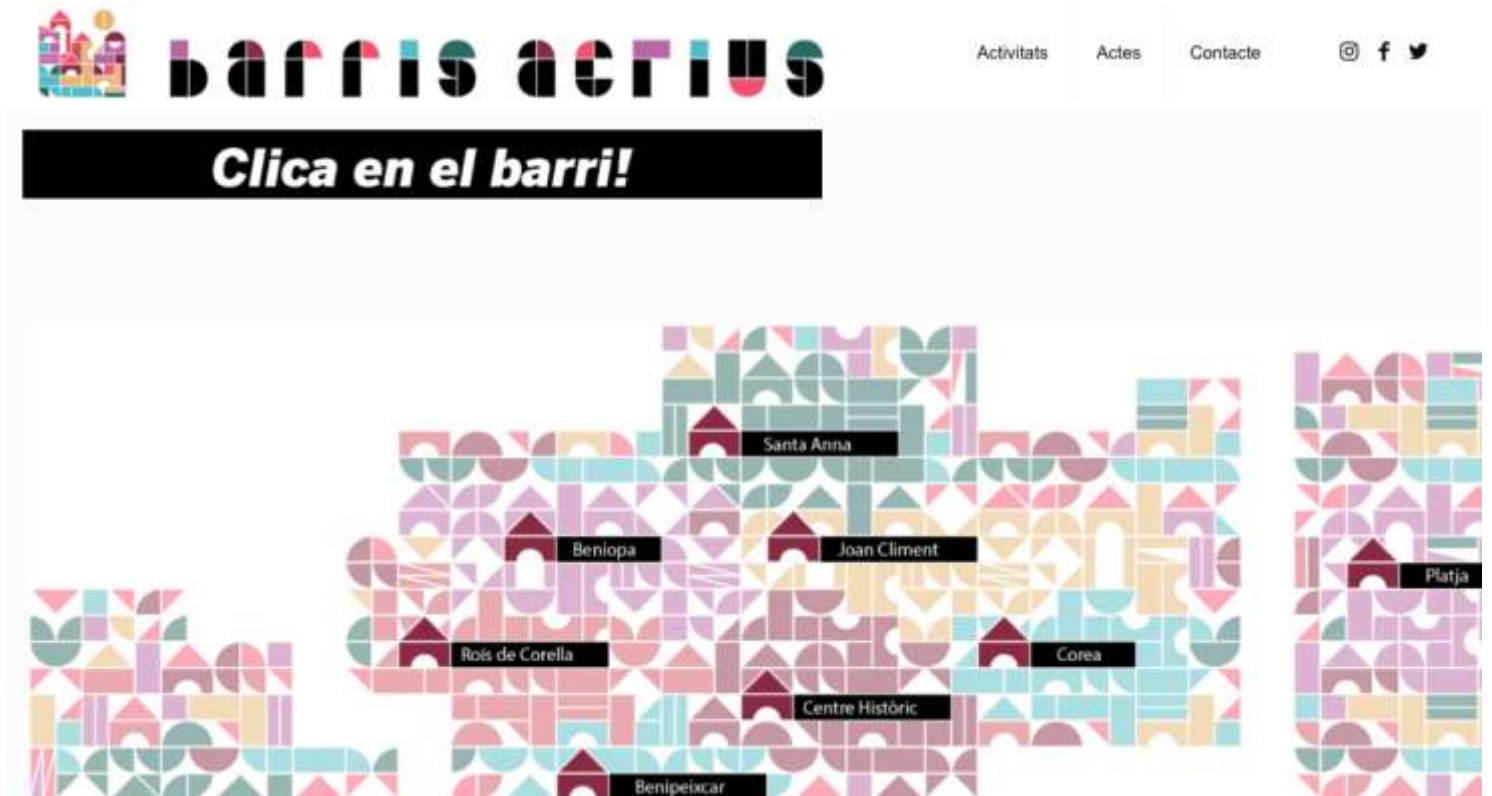 barris actius
Activitats
Actes
Contacte
Clica en el barri!
Santa Anna
Beniopa
Joan Climent
Platja
Roís de Corella
Corea
Centre Històric
Benipeixcar